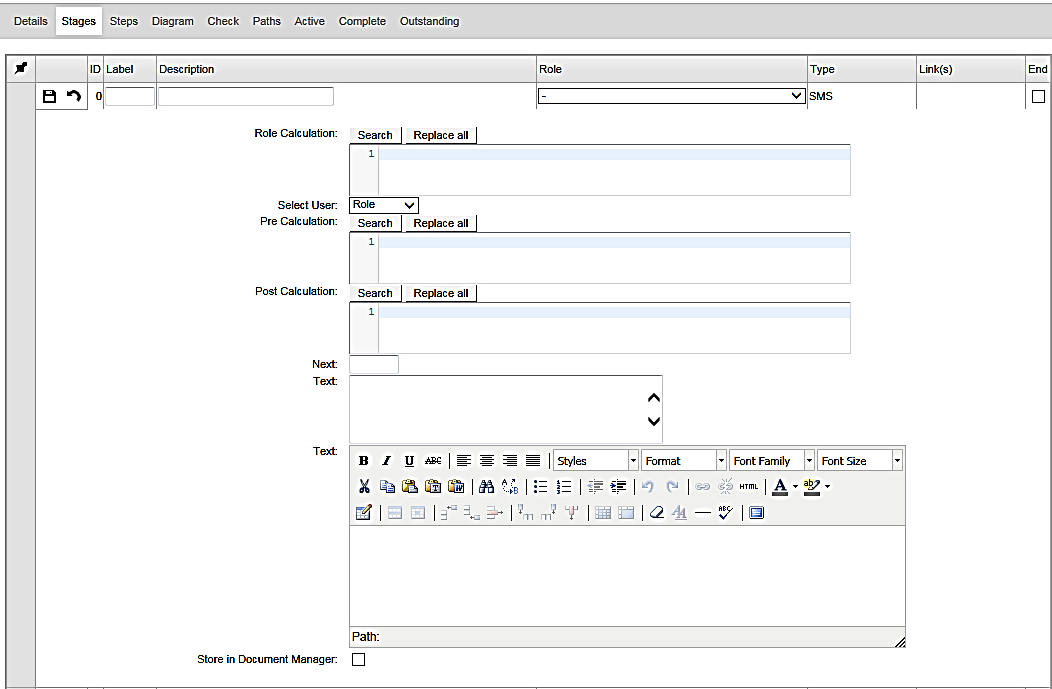 Details Stages Steps Diagram Check Paths Active Complete Outstanding
ID Label Description Role Type Link(s) End
0 - SMS
Role Calculation: Search Replace all
1
Select User: Role
Pre Calculation: Search Replace all
1
Post Calculation: Search Replace all
1
Next:
Text:
Text:
B I U ABC Styles Format Font Family Font Size
HTML A ab
ABC
Path:
Store in Document Manager: